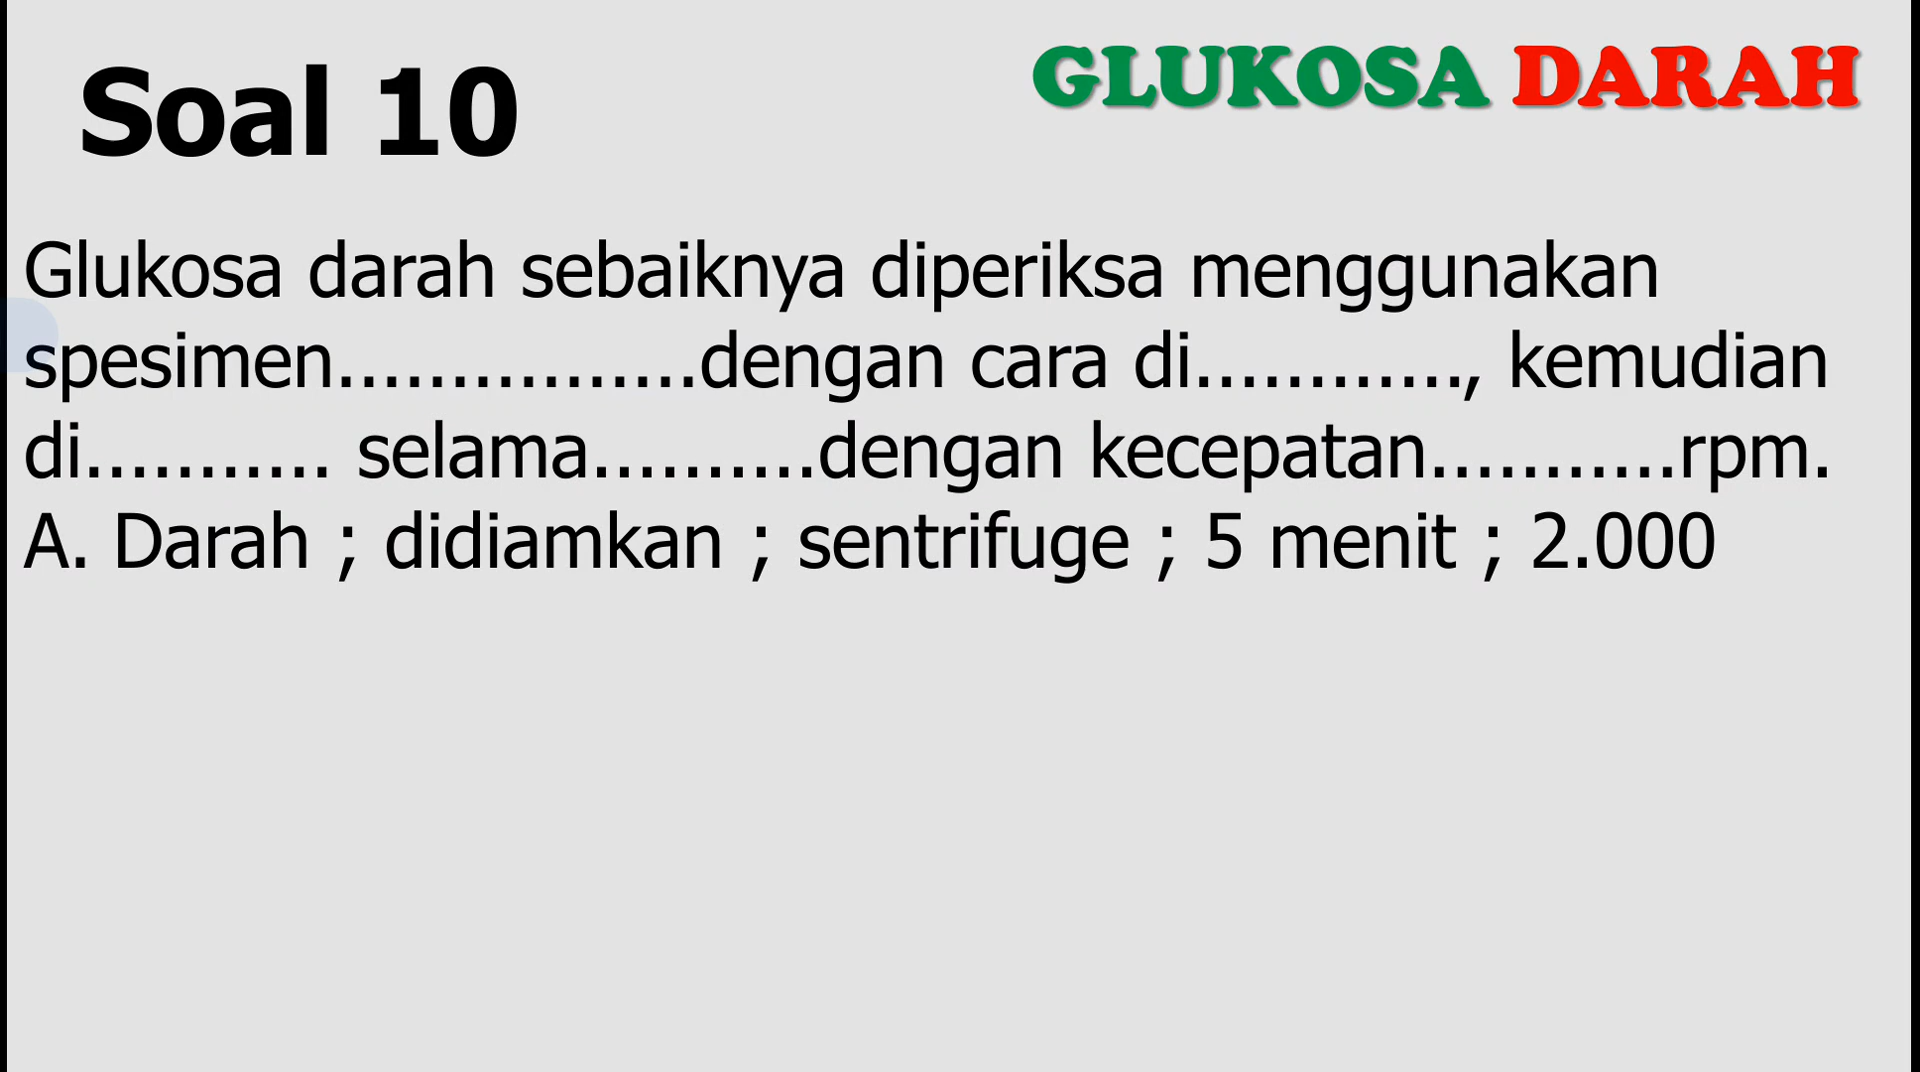 Soal 10
GLUKOSA DARAH
Glukosa darah sebaiknya diperiksa menggunakan
spesimen................dengan cara di............, kemudian
di........... selama..........dengan kecepatan...........rpm.
A. Darah ; didiamkan ; sentrifuge ; 5 menit ; 2.000